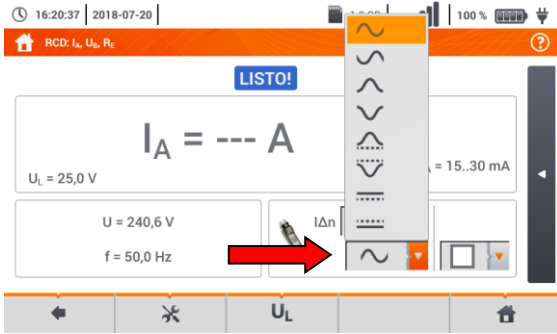 16:20:37 2018-07-20 100 %
RCD: IA, UB, RE
?
LISTO!
IA = --- A
UL = 25,0 V
= 15..30 mA
U = 240,6 V
IΔn
f = 50,0 Hz
UL